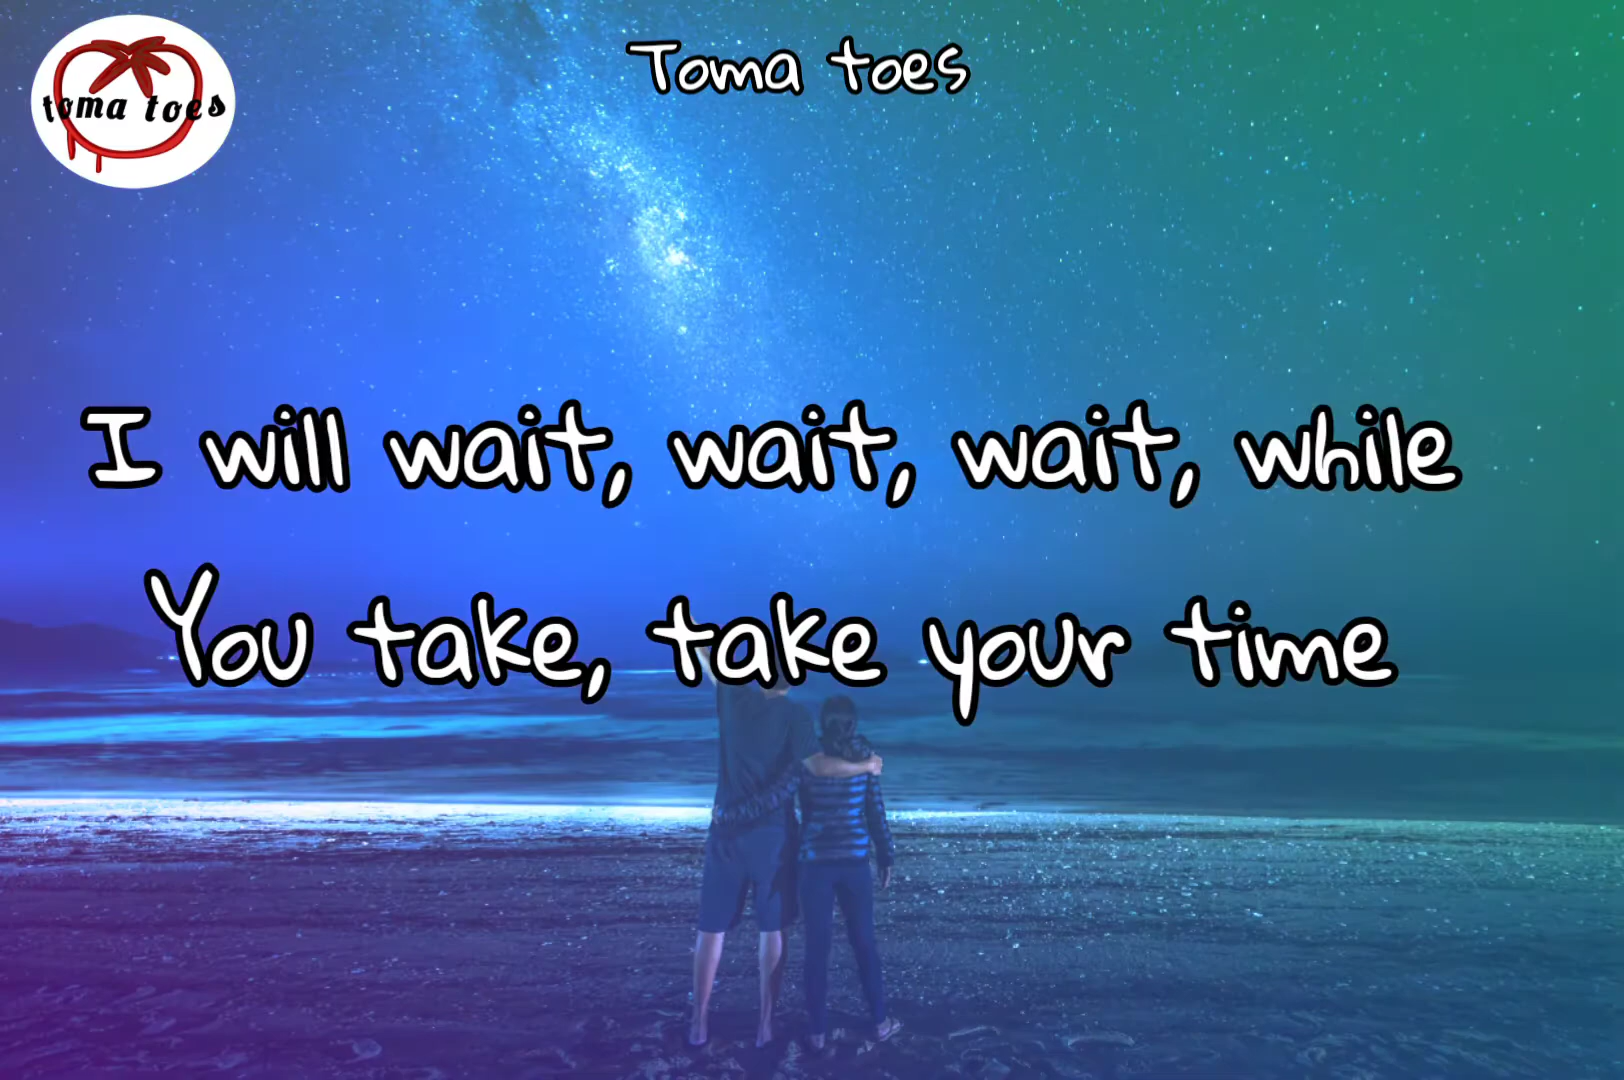 toma toes
Toma toes
I will wait, wait, wait, while
You take, take your time